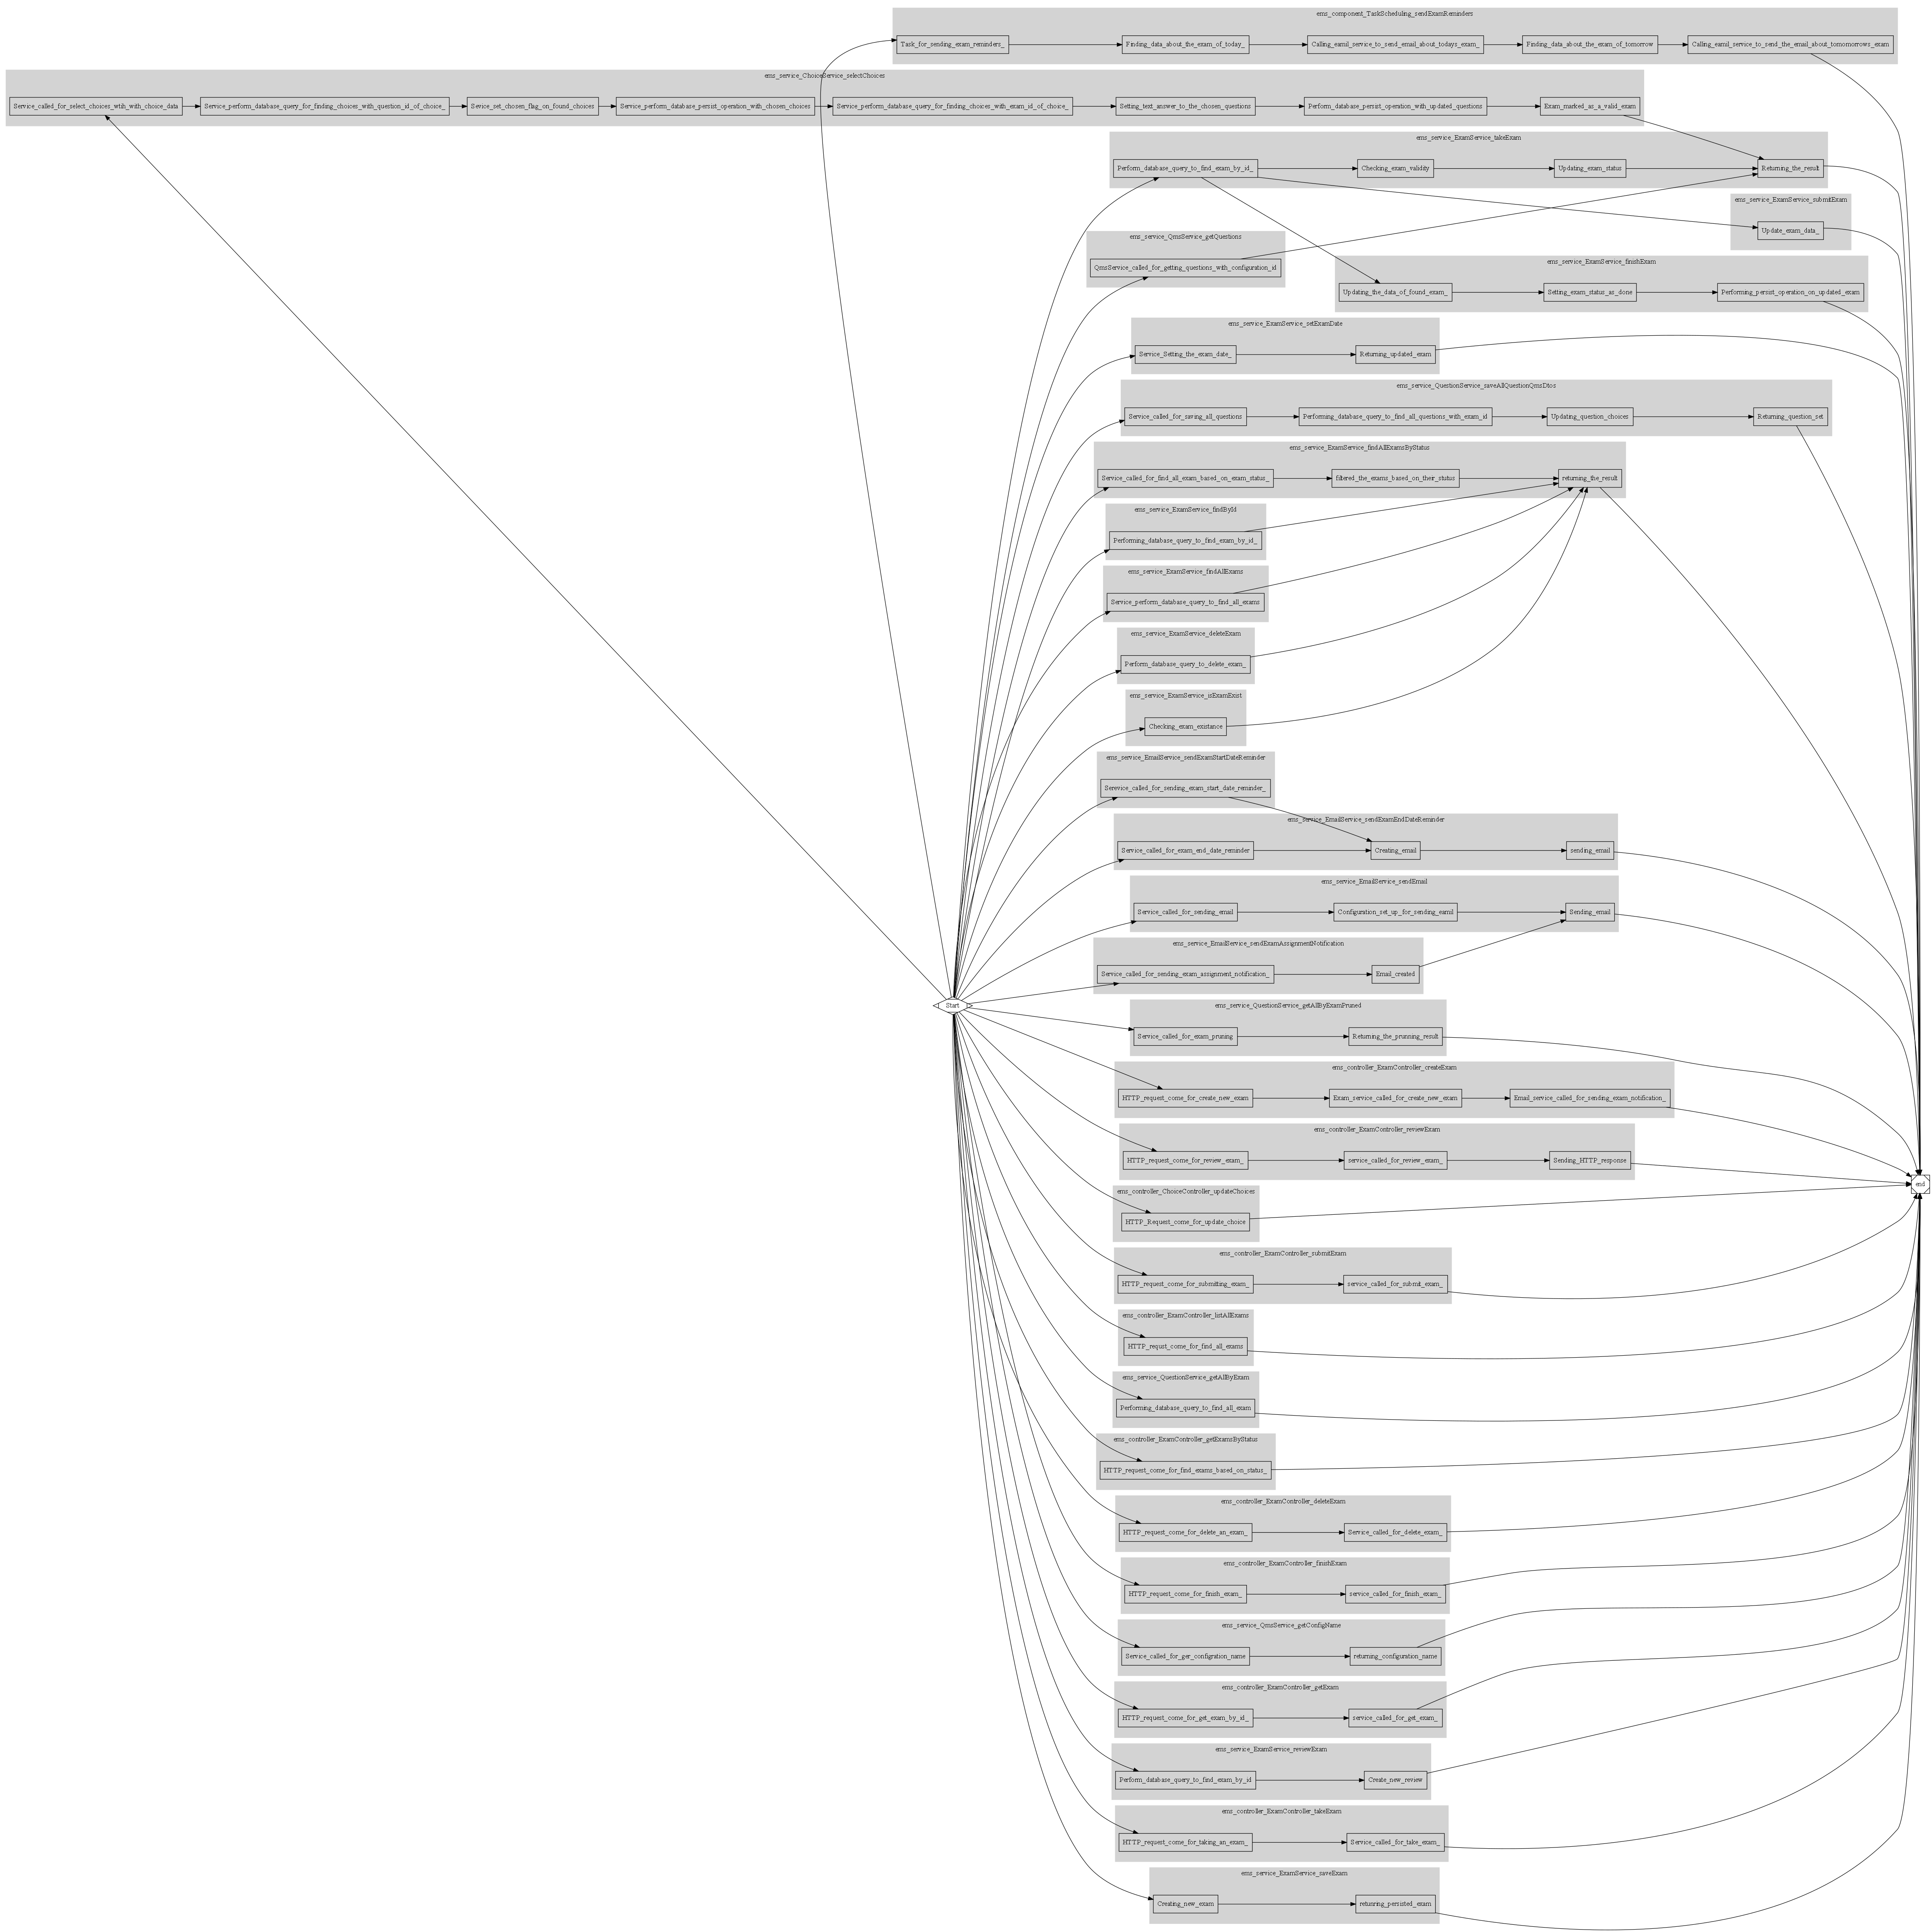 ems_component_TaskScheduling_sendExamReminders
Task_for_sending_exam_reminders_
Finding_data_about_the_exam_of_today_
Calling_eamil_service_to_send_email_about_todays_exam_
Finding_data_about_the_exam_of_tomorrow
Calling_eamil_service_to_send_the_email_about_tomomorrows_exam
ems_service_ChoiceService_selectChoices
Service_called_for_select_choices_wtih_with_choice_data
Service_perform_database_query_for_finding_choices_with_question_id_of_choice_
Sevice_set_chosen_flag_on_found_choices
Service_perform_database_persist_operation_with_chosen_choices
Service_perform_database_query_for_finding_choices_with_exam_id_of_choice_
Setting_text_answer_to_the_chosen_questions
Perform_database_persist_operation_with_updated_questions
Exam_marked_as_a_valid_exam
ems_service_ExamService_takeExam
Perform_database_query_to_find_exam_by_id_
Checking_exam_validity
Updating_exam_status
Returning_the_result
ems_service_ExamService_submitExam
Update_exam_data_
ems_service_QmsService_getQuestions
QmsService_called_for_getting_questions_with_configuration_id
ems_service_ExamService_finishExam
Updating_the_data_of_found_exam_
Setting_exam_status_as_done
Performing_persist_operation_on_updated_exam
ems_service_ExamService_setExamDate
Service_Setting_the_exam_date_
Returning_updated_exam
ems_service_QuestionService_saveAllQuestionQmsDtos
Service_called_for_saving_all_questions
Performing_database_query_to_find_all_questions_with_exam_id
Updating_question_choices
Returning_question_set
ems_service_ExamService_findAllExamsByStatus
Service_called_for_find_all_exam_based_on_exam_status_
filtered_the_exams_based_on_their_status
returning_the_result
ems_service_ExamService_findById
Performing_database_query_to_find_exam_by_id_
ems_service_ExamService_findAllExams
Service_perform_database_query_to_find_all_exams
ems_service_ExamService_deleteExam
Perform_database_query_to_delete_exam_
ems_service_ExamService_isExamExist
Checking_exam_existance
ems_service_EmailService_sendExamStartDateReminder
Serevice_called_for_sending_exam_start_date_reminder_
ems_service_EmailService_sendExamEndDateReminder
Service_called_for_exam_end_date_reminder
Creating_email
sending_email
ems_service_EmailService_sendEmail
Service_called_for_sending_email
Configuration_set_up_for_sending_eamil
Sending_email
ems_service_EmailService_sendExamAssignmentNotification
Service_called_for_sending_exam_assignment_notification_
Email_created
Start
ems_service_QuestionService_getAllByExamPruned
Service_called_for_exam_pruning
Returning_the_prunning_result
ems_controller_ExamController_createExam
HTTP_request_come_for_create_new_exam
Exam_service_called_for_create_new_exam
Email_service_called_for_sending_exam_notification_
ems_controller_ExamController_reviewExam
HTTP_request_come_for_review_exam_
service_called_for_review_exam_
Sending_HTTP_response
end
ems_controller_ChoiceController_updateChoices
HTTP_Request_come_for_update_choice
ems_controller_ExamController_submitExam
HTTP_request_come_for_submitting_exam_
service_called_for_submit_exam_
ems_controller_ExamController_listAllExams
HTTP_requst_come_for_find_all_exams
ems_service_QuestionService_getAllByExam
Performing_database_query_to_find_all_exam
ems_controller_ExamController_getExamsByStatus
HTTP_request_come_for_find_exams_based_on_status_
ems_controller_ExamController_deleteExam
HTTP_request_come_for_delete_an_exam_
Service_called_for_delete_exam_
ems_controller_ExamController_finishExam
HTTP_request_come_for_finish_exam_
service_called_for_finish_exam_
ems_service_QmsService_getConfigName
Service_called_for_ger_configration_name
returning_configuration_name
ems_controller_ExamController_getExam
HTTP_request_come_for_get_exam_by_id_
service_called_for_get_exam_
ems_service_ExamService_reviewExam
Perform_database_query_to_find_exam_by_id
Create_new_review
ems_controller_ExamController_takeExam
HTTP_request_come_for_taking_an_exam_
Service_called_for_take_exam_
ems_service_ExamService_saveExam
Creating_new_exam
retunring_persisted_exam